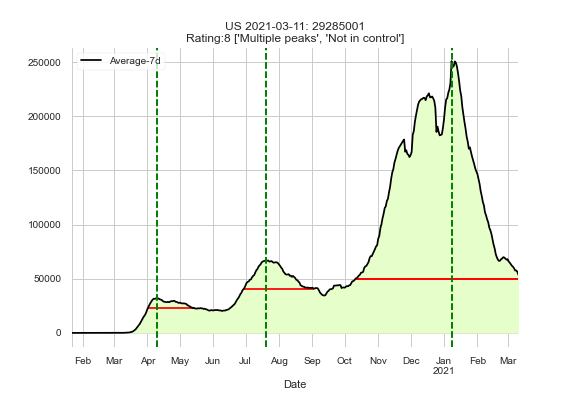 US 2021-03-11: 29285001
Rating:8 ['Multiple peaks', 'Not in control']
Average-7d
250000
200000
150000
100000
50000
0
Feb Mar Apr May Jun Jul Aug Sep Oct Nov Dec Jan Feb Mar
2021
Date